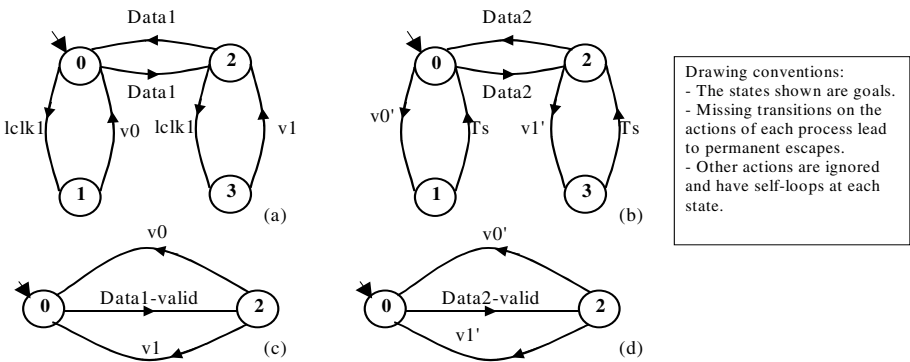 Data1
0
2
Data1
lclk1
v0
lclk1
v1
1
3
(a)
Data2
0
2
Data2
v0'
Ts
v1'
Ts
1
3
(b)
Drawing conventions:
- The states shown are goals.
- Missing transitions on the
actions of each process lead
to permanent escapes.
- Other actions are ignored
and have self-loops at each
state.
v0
0
Data1-valid
2
v1
(c)
v0'
0
Data2-valid
2
v1'
(d)